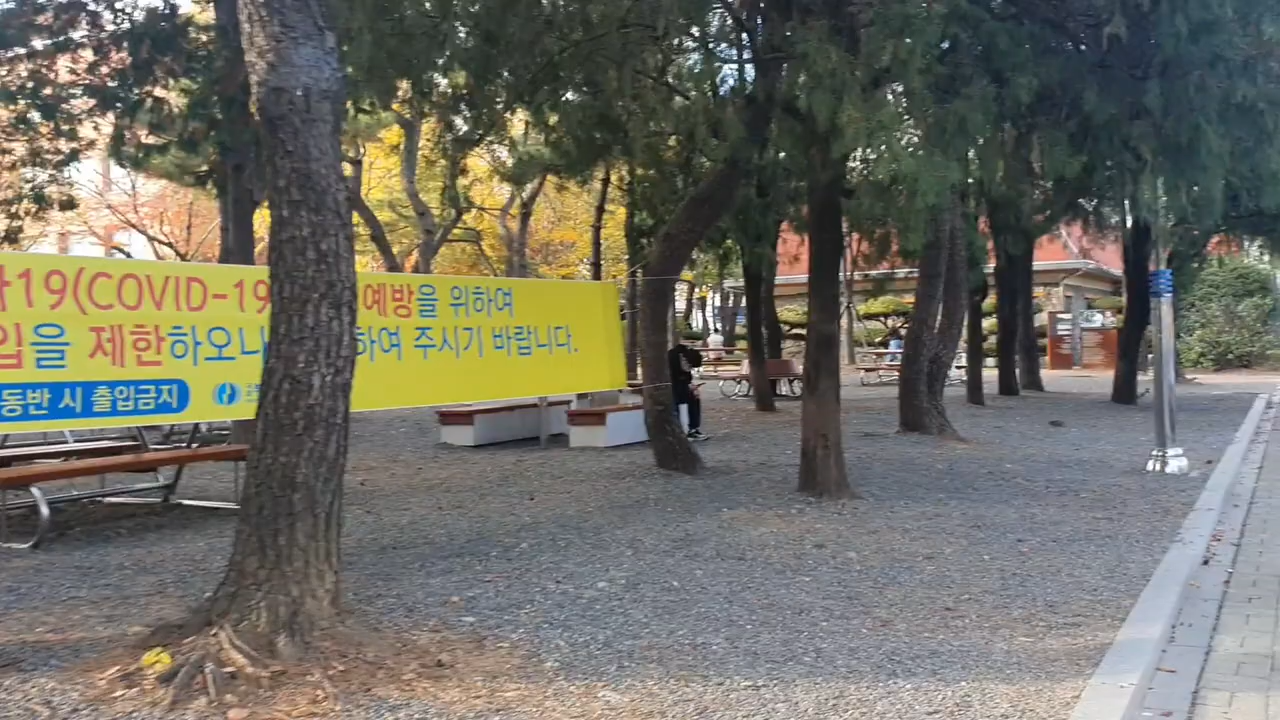 19(COVID-19 예방을 위하여
입을 제한하오니 하여 주시기 바랍니다.
동반 시 출입금지